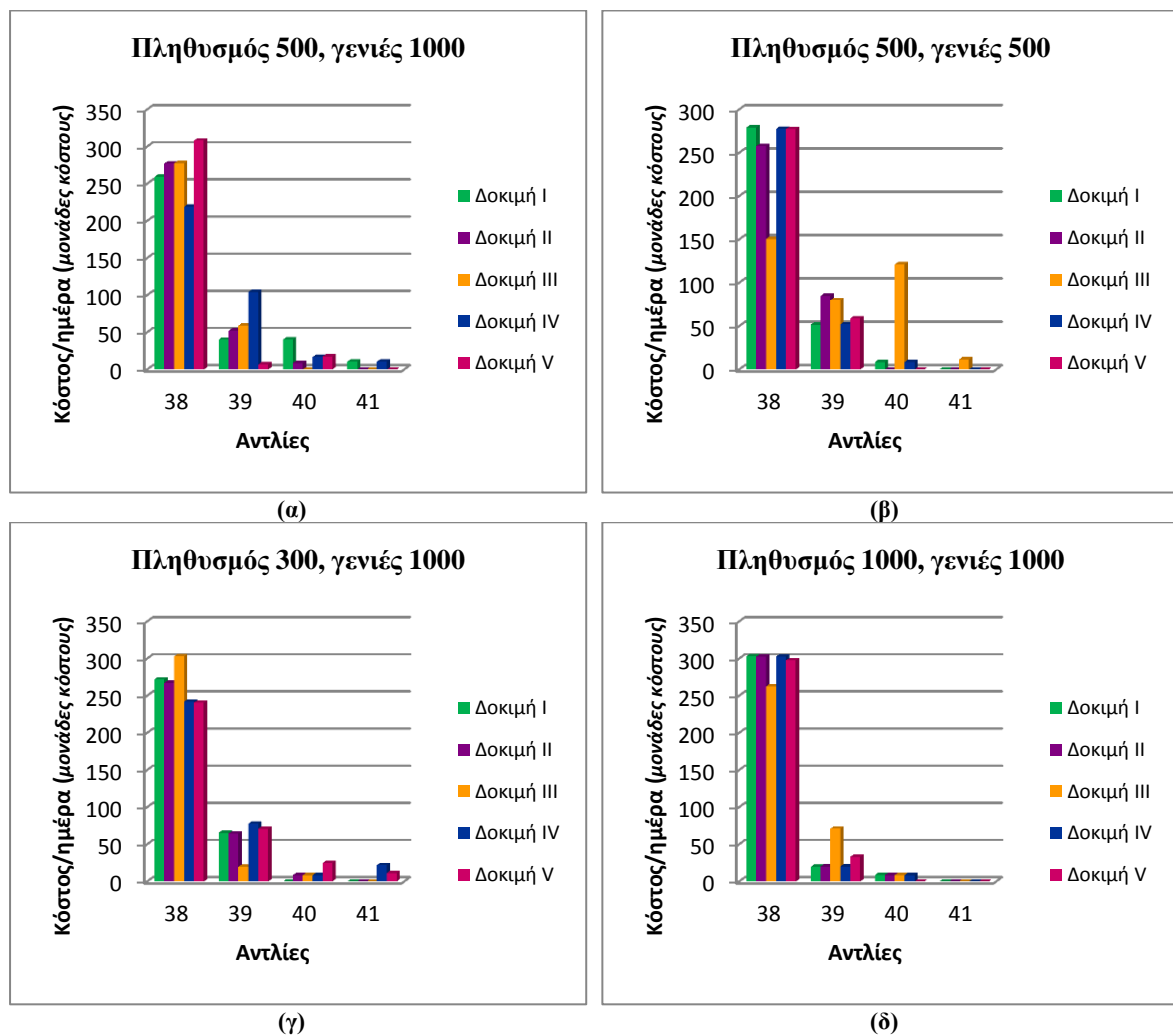 Πληθυσμός 500, γενιές 1000
Κόστος/ημέρα (μονάδες κόστους)
350
300
250
200
150
100
50
0
38 39 40 41
Αντλίες
Δοκιμή I
Δοκιμή II
Δοκιμή III
Δοκιμή IV
Δοκιμή V
(α)
Πληθυσμός 500, γενιές 500
Κόστος/ημέρα (μονάδες κόστους)
300
250
200
150
100
50
0
38 39 40 41
Αντλίες
Δοκιμή I
Δοκιμή II
Δοκιμή III
Δοκιμή IV
Δοκιμή V
(β)
Πληθυσμός 300, γενιές 1000
Κόστος/ημέρα (μονάδες κόστους)
350
300
250
200
150
100
50
0
38 39 40 41
Αντλίες
Δοκιμή I
Δοκιμή II
Δοκιμή III
Δοκιμή IV
Δοκιμή V
(γ)
Πληθυσμός 1000, γενιές 1000
Κόστος/ημέρα (μονάδες κόστους)
350
300
250
200
150
100
50
0
38 39 40 41
Αντλίες
Δοκιμή I
Δοκιμή II
Δοκιμή III
Δοκιμή IV
Δοκιμή V
(δ)